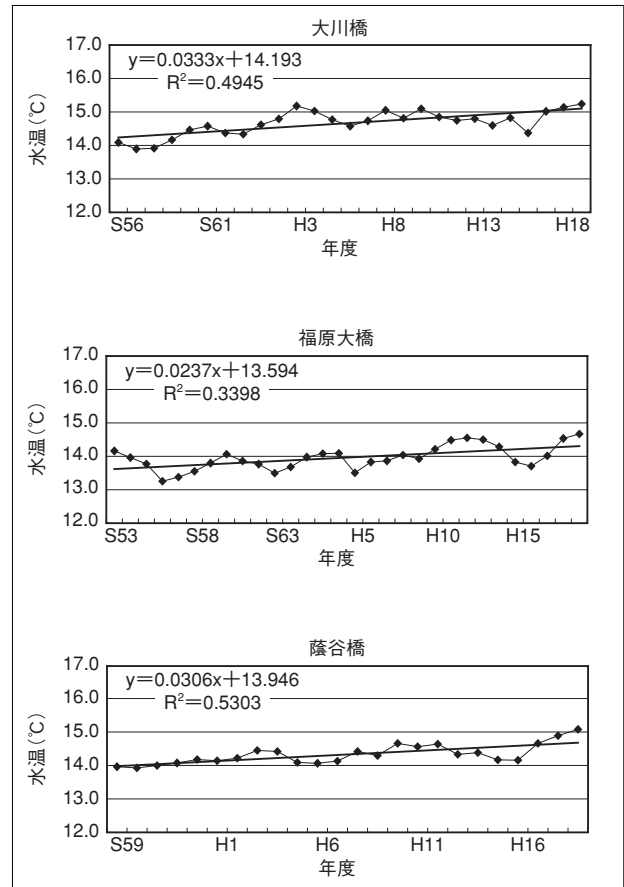 大川橋
17.0
y=0.0333x+14.193
16.0
R²=0.4945
15.0
14.0
13.0
12.0
水温(℃)
S56 S61 H3 H8 H13 H18
年度
福原大橋
17.0
y=0.0237x+13.594
16.0
R²=0.3398
15.0
14.0
13.0
12.0
水温(℃)
S53 S58 S63 H5 H10 H15
年度
蔭谷橋
17.0
y=0.0306x+13.946
16.0
R²=0.5303
15.0
14.0
13.0
12.0
水温(℃)
S59 H1 H6 H11 H16
年度